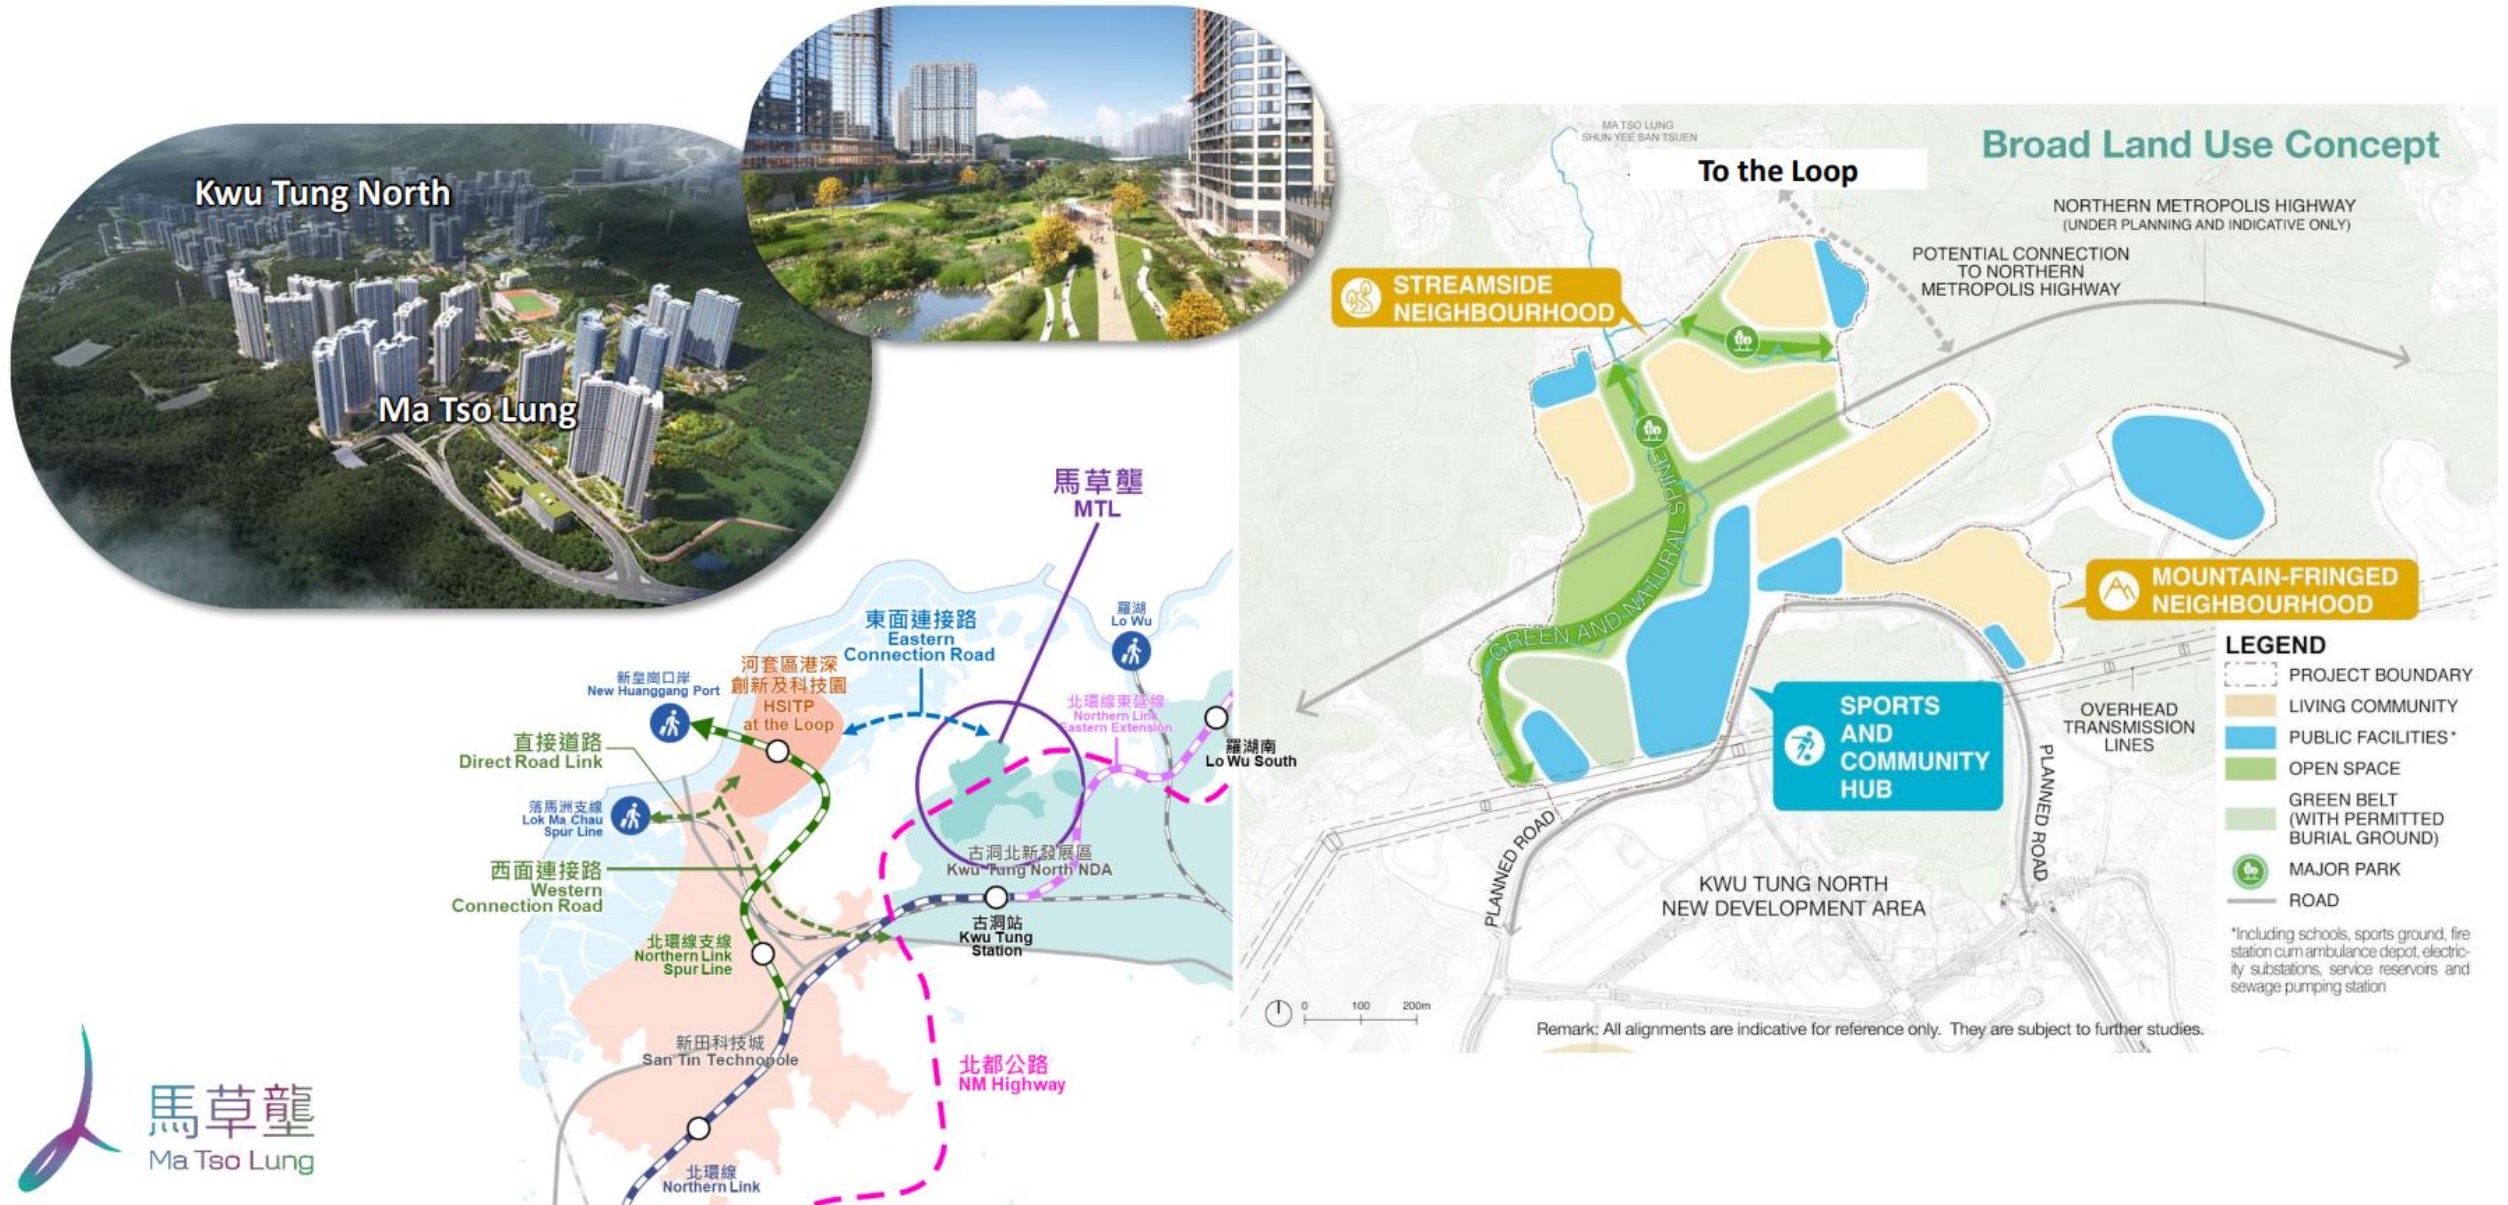 Kwu Tung North
Ma Tso Lung
馬草壟
MTL
東面連接路
Eastern
Connection Road
羅湖
Lo Wu
新皇崗口岸
New Huanggang Port
河套區港深
創新及科技園
HSITP
at the Loop
北環線東延線
Northern Link
Eastern Extension
羅湖南
Lo Wu South
直接道路
Direct Road Link
落馬洲支線
Lok Ma Chau
Spur Line
西面連接路
Western
Connection Road
古洞北新發展區
Kwu Tung North NDA
古洞站
Kwu Tung
Station
北環線支線
Northern Link
Spur Line
新田科技城
San Tin Technopole
北都公路
NM Highway
北環線
Northern Link
馬草壟
Ma Tso Lung
Broad Land Use Concept
MA TSO LUNG
SHUN YEE SAN TSUEN
To the Loop
NORTHERN METROPOLIS HIGHWAY
(UNDER PLANNING AND INDICATIVE ONLY)
POTENTIAL CONNECTION
TO NORTHERN
METROPOLIS HIGHWAY
STREAMSIDE
NEIGHBOURHOOD
GREEN AND NATURAL SPINE
MOUNTAIN-FRINGED
NEIGHBOURHOOD
SPORTS
AND
COMMUNITY
HUB
OVERHEAD
TRANSMISSION
LINES
PLANNED ROAD
PLANNED ROAD
KWU TUNG NORTH
NEW DEVELOPMENT AREA
LEGEND
PROJECT BOUNDARY
LIVING COMMUNITY
PUBLIC FACILITIES*
OPEN SPACE
GREEN BELT
(WITH PERMITTED
BURIAL GROUND)
MAJOR PARK
ROAD
*Including schools, sports ground, fire
station cum ambulance depot, electric-
ity substations, service reservoirs and
sewage pumping station
0 100 200m
Remark: All alignments are indicative for reference only. They are subject to further studies.